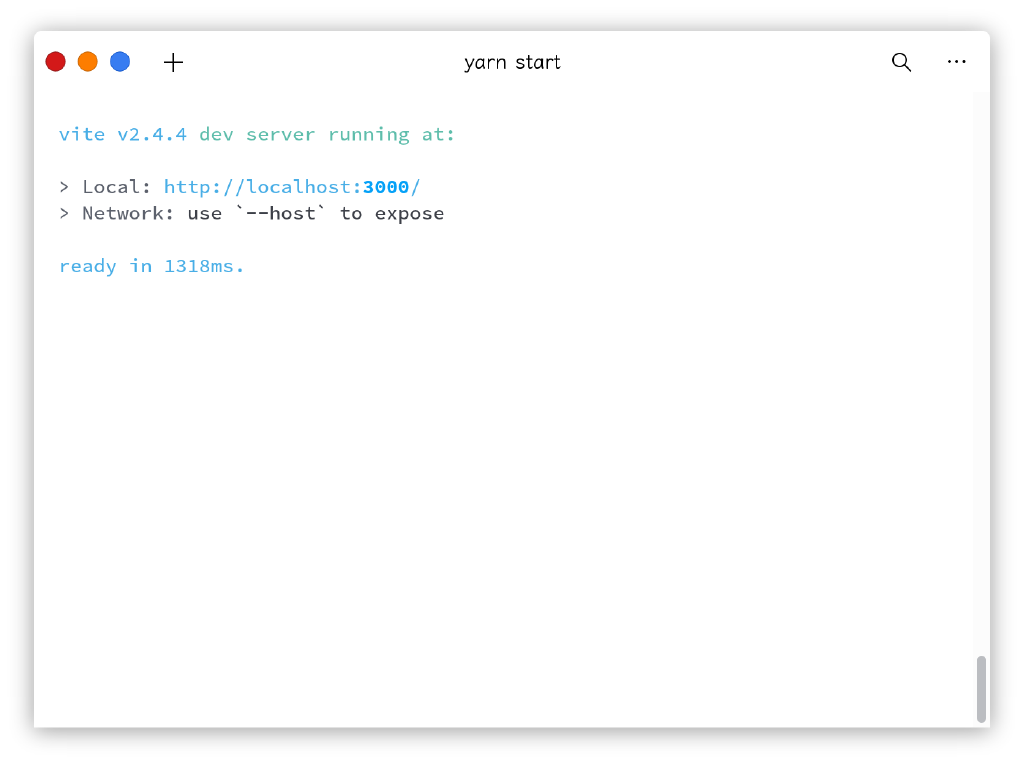 yarn start
vite v2.4.4 dev server running at:
> Local: http://localhost:3000/
> Network: use `--host` to expose
ready in 1318ms.